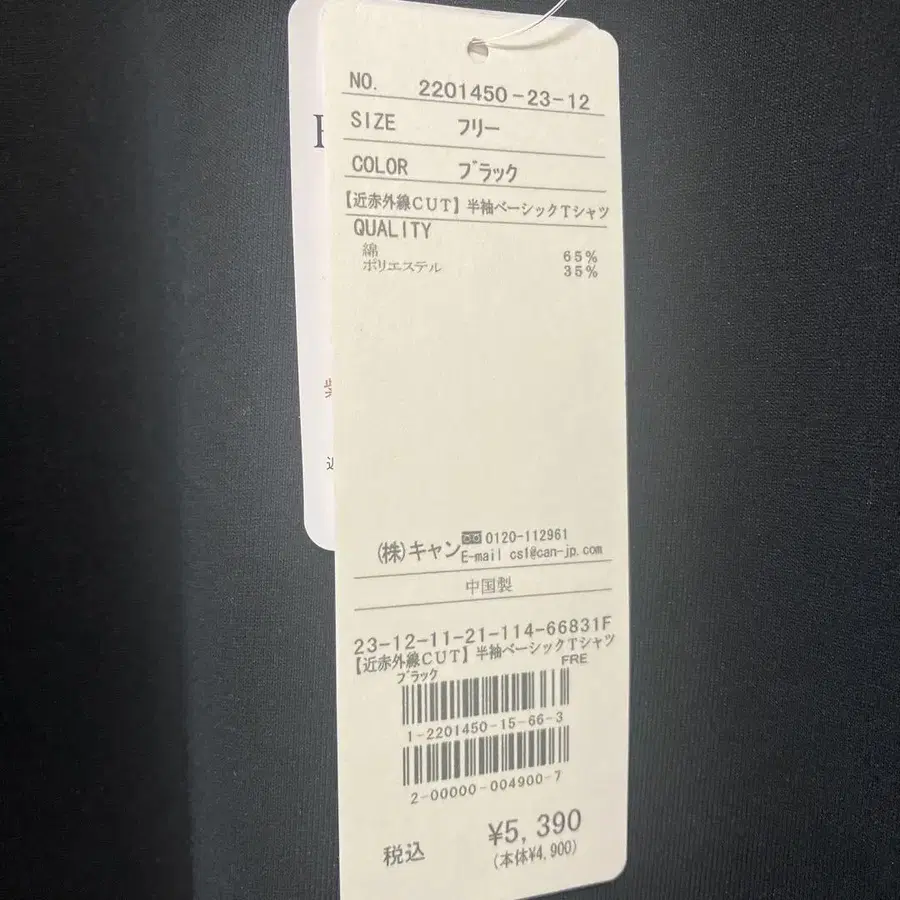 NO. 2201450-23-12
SIZE フリー
COLOR ブラック
【近赤外線CUT】半袖ベーシックTシャツ
QUALITY
綿 65%
ポリエステル 35%
(株)キャン 0120-112961
E-mail cs1@can-jp.com
中国製
23-12-11-21-114-66831F
【近赤外線CUT】半袖ベーシックTシャツ
ブラック FRE
1-2201450-15-66-3
2-00000-004900-7
税込 ¥5,390
(本体¥4,900)